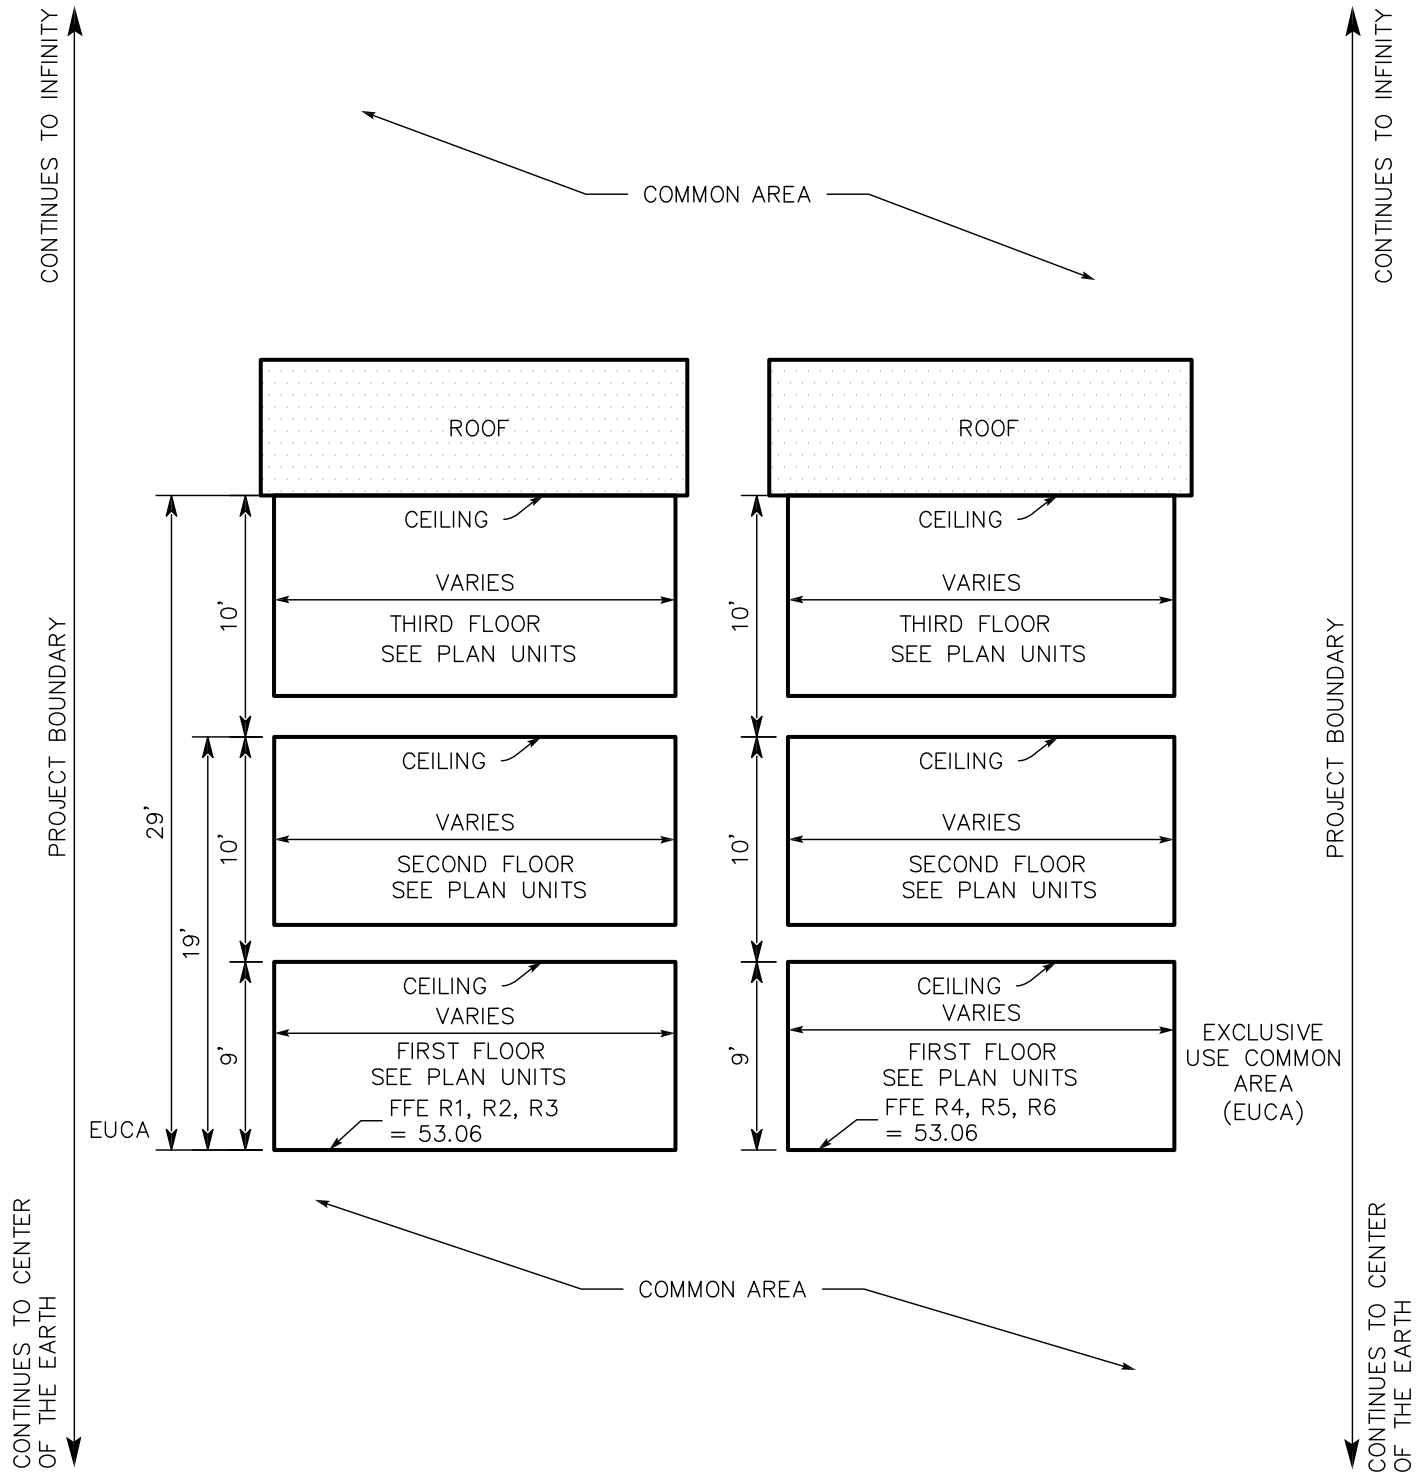 CONTINUES TO INFINITY
CONTINUES TO INFINITY
COMMON AREA
ROOF
ROOF
CEILING
CEILING
VARIES
VARIES
10'
10'
THIRD FLOOR
SEE PLAN UNITS
THIRD FLOOR
SEE PLAN UNITS
PROJECT BOUNDARY
PROJECT BOUNDARY
CEILING
CEILING
29'
10'
10'
VARIES
VARIES
SECOND FLOOR
SEE PLAN UNITS
SECOND FLOOR
SEE PLAN UNITS
19'
CEILING
CEILING
VARIES
VARIES
9'
9'
FIRST FLOOR
SEE PLAN UNITS
FFE R1, R2, R3
= 53.06
FIRST FLOOR
SEE PLAN UNITS
FFE R4, R5, R6
= 53.06
EXCLUSIVE
USE COMMON
AREA
(EUCA)
EUCA
COMMON AREA
CONTINUES TO CENTER
OF THE EARTH
CONTINUES TO CENTER
OF THE EARTH